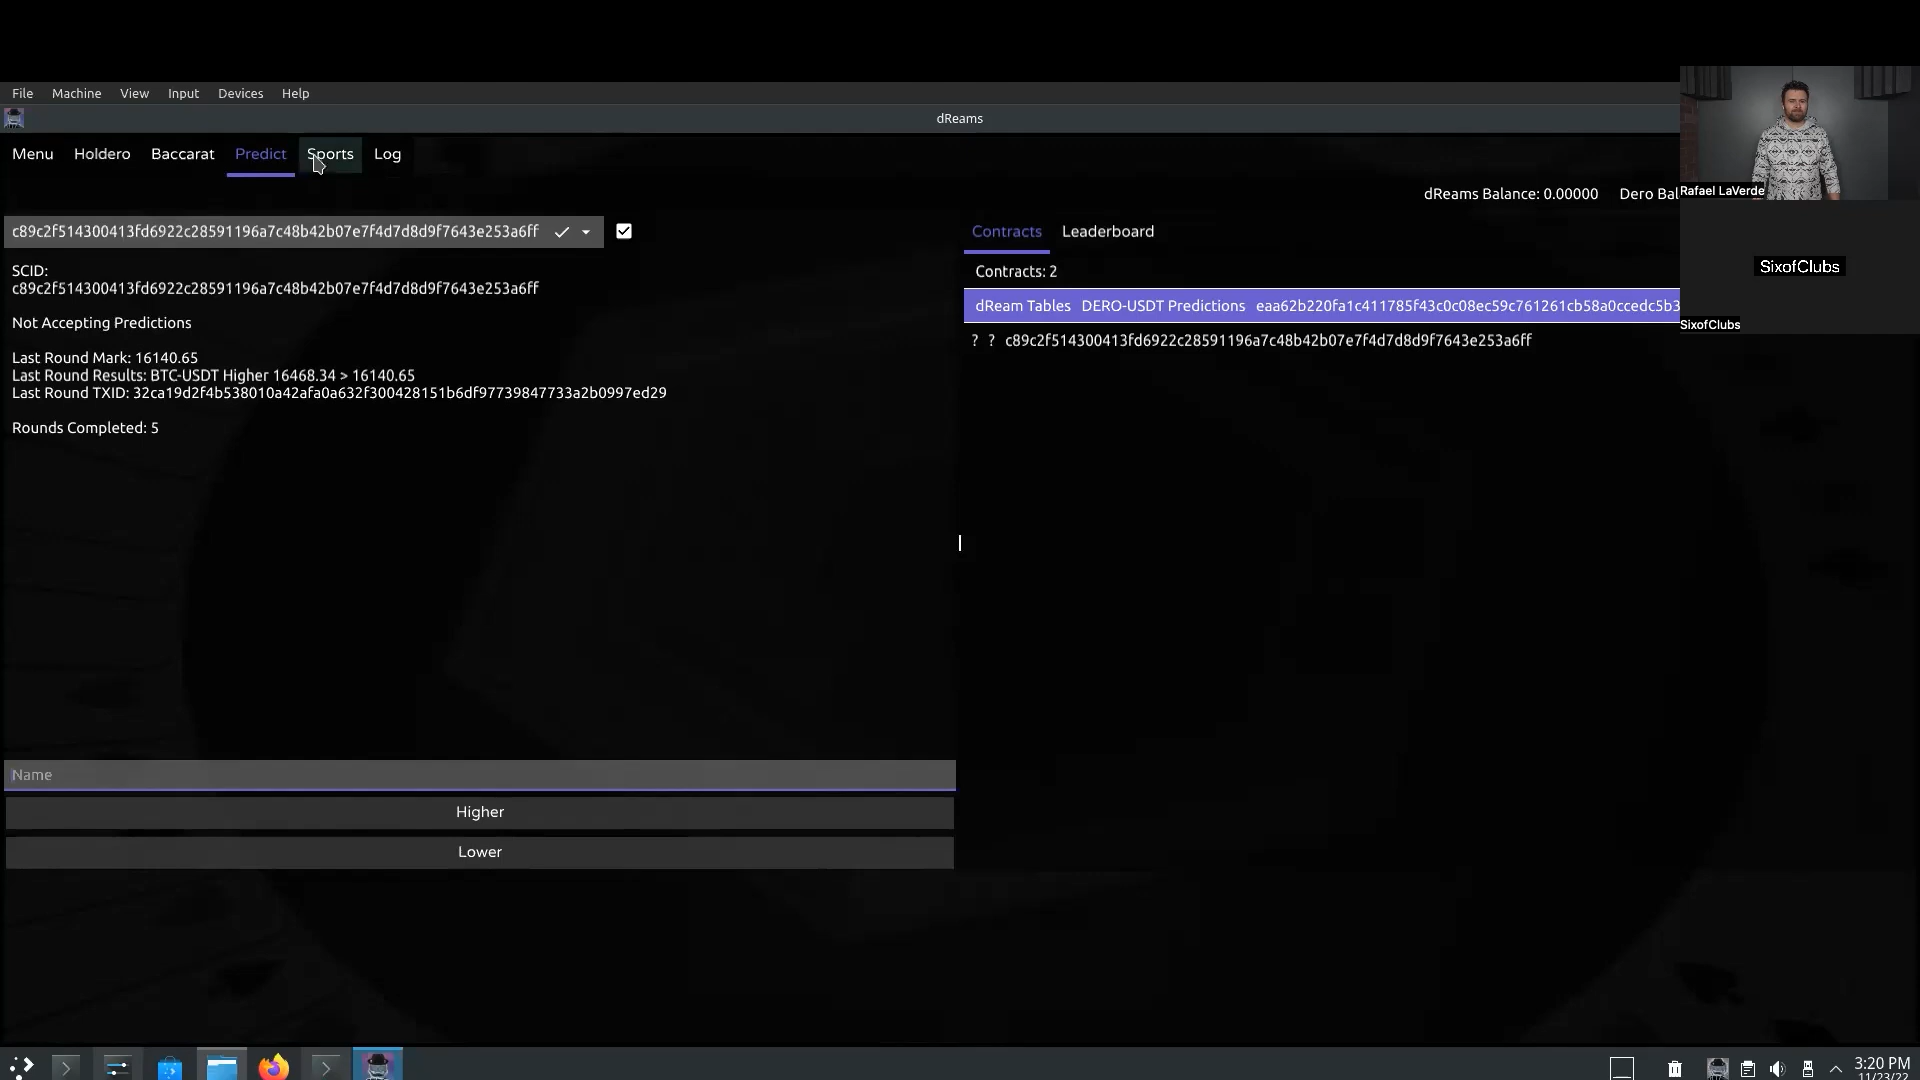 File Machine View Input Devices Help
dReams
Menu Holdero Baccarat Predict Sports Log
dReams Balance: 0.00000 Dero Bal
Rafael LaVerde
SixofClubs
SixofClubs
c89c2f514300413fd6922c28591196a7c48b42b07e7f4d7d8d9f7643e253a6ff
SCID:
c89c2f514300413fd6922c28591196a7c48b42b07e7f4d7d8d9f7643e253a6ff
Not Accepting Predictions
Last Round Mark: 16140.65
Last Round Results: BTC-USDT Higher 16468.34 > 16140.65
Last Round TXID: 32ca19d2f4b538010a42afa0a632f300428151b6df97739847733a2b0997ed29
Rounds Completed: 5
Name
Higher
Lower
Contracts Leaderboard
Contracts: 2
dReam Tables DERO-USDT Predictions eaa62b220fa1c411785f43c0c08ec59c761261cb58a0ccedc5b3
? ? c89c2f514300413fd6922c28591196a7c48b42b07e7f4d7d8d9f7643e253a6ff
3:20 PM
11/23/22